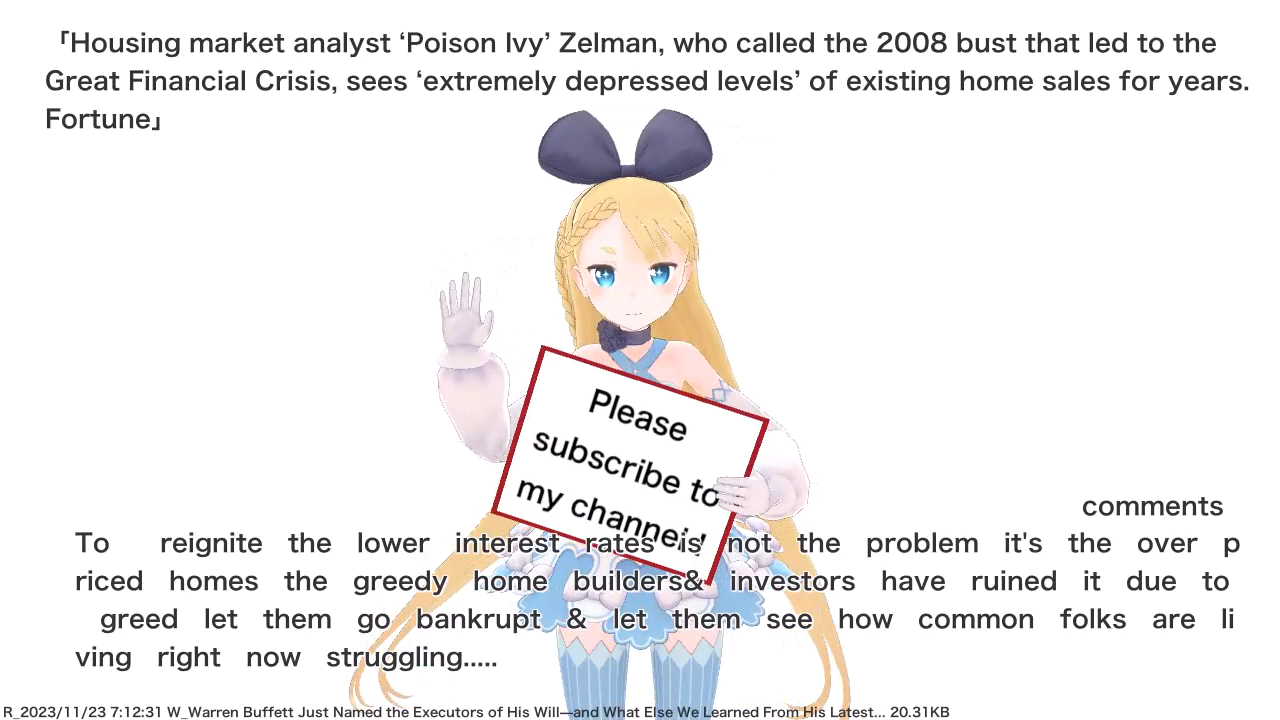 「Housing market analyst ‘Poison Ivy’ Zelman, who called the 2008 bust that led to the
Great Financial Crisis, sees ‘extremely depressed levels’ of existing home sales for years.
Fortune」
Please
subscribe to
my channels!
comments
To reignite the lower interest rates is not the problem it's the over p
riced homes the greedy home builders& investors have ruined it due to
greed let them go bankrupt & let them see how common folks are li
ving right now struggling.....
R_2023/11/23 7:12:31 W_Warren Buffett Just Named the Executors of His Will—and What Else We Learned From His Latest... 20.31KB